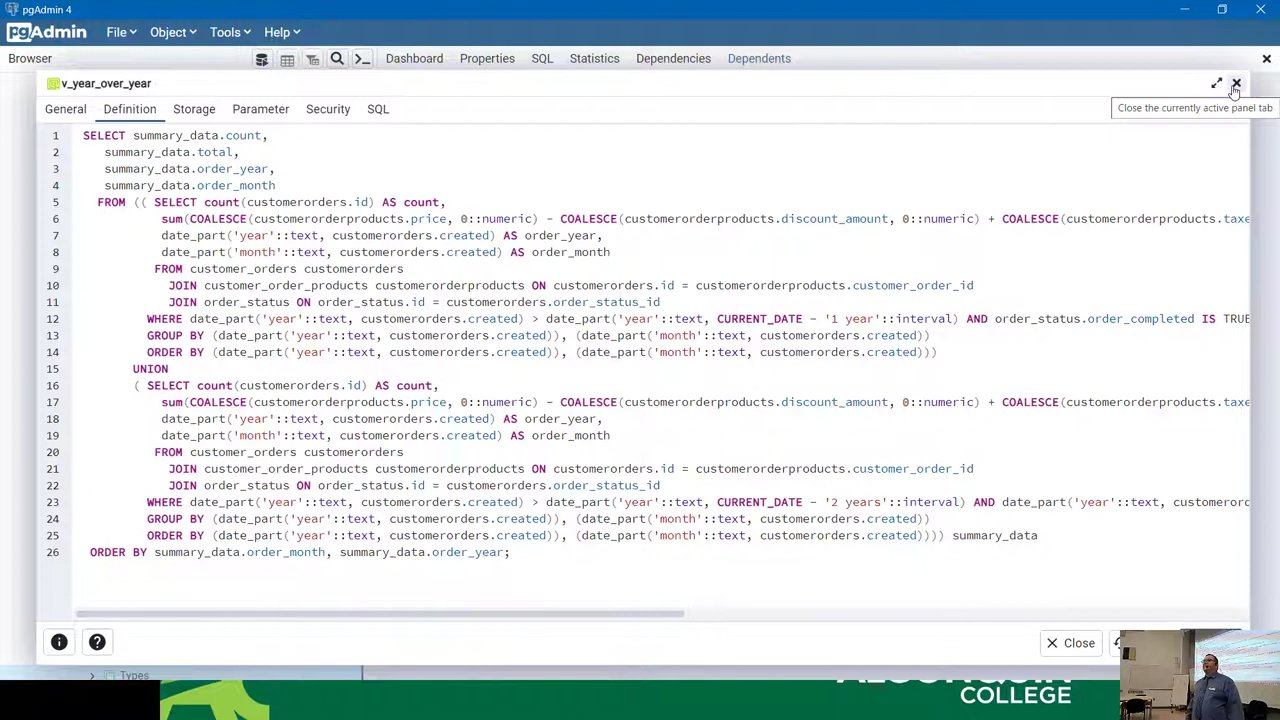 pgAdmin 4
pgAdmin File Object Tools Help
Browser Dashboard Properties SQL Statistics Dependencies Dependents
v_year_over_year
General Definition Storage Parameter Security SQL
Close the currently active panel tab
1 SELECT summary_data.count,
2 summary_data.total,
3 summary_data.order_year,
4 summary_data.order_month
5 FROM (( SELECT count(customerorders.id) AS count,
6 sum(COALESCE(customerorderproducts.price, 0::numeric) - COALESCE(customerorderproducts.discount_amount, 0::numeric) + COALESCE(customerorderproducts.taxe
7 date_part('year'::text, customerorders.created) AS order_year,
8 date_part('month'::text, customerorders.created) AS order_month
9 FROM customer_orders customerorders
10 JOIN customer_order_products customerorderproducts ON customerorders.id = customerorderproducts.customer_order_id
11 JOIN order_status ON order_status.id = customerorders.order_status_id
12 WHERE date_part('year'::text, customerorders.created) > date_part('year'::text, CURRENT_DATE - '1 year'::interval) AND order_status.order_completed IS TRUE
13 GROUP BY (date_part('year'::text, customerorders.created)), (date_part('month'::text, customerorders.created))
14 ORDER BY (date_part('year'::text, customerorders.created)), (date_part('month'::text, customerorders.created)))
15 UNION
16 ( SELECT count(customerorders.id) AS count,
17 sum(COALESCE(customerorderproducts.price, 0::numeric) - COALESCE(customerorderproducts.discount_amount, 0::numeric) + COALESCE(customerorderproducts.taxe
18 date_part('year'::text, customerorders.created) AS order_year,
19 date_part('month'::text, customerorders.created) AS order_month
20 FROM customer_orders customerorders
21 JOIN customer_order_products customerorderproducts ON customerorders.id = customerorderproducts.customer_order_id
22 JOIN order_status ON order_status.id = customerorders.order_status_id
23 WHERE date_part('year'::text, customerorders.created) > date_part('year'::text, CURRENT_DATE - '2 years'::interval) AND date_part('year'::text, customerorc
24 GROUP BY (date_part('year'::text, customerorders.created)), (date_part('month'::text, customerorders.created))
25 ORDER BY (date_part('year'::text, customerorders.created)), (date_part('month'::text, customerorders.created)))) summary_data
26 ORDER BY summary_data.order_month, summary_data.order_year;
Close
Types
ALGONQUIN
COLLEGE